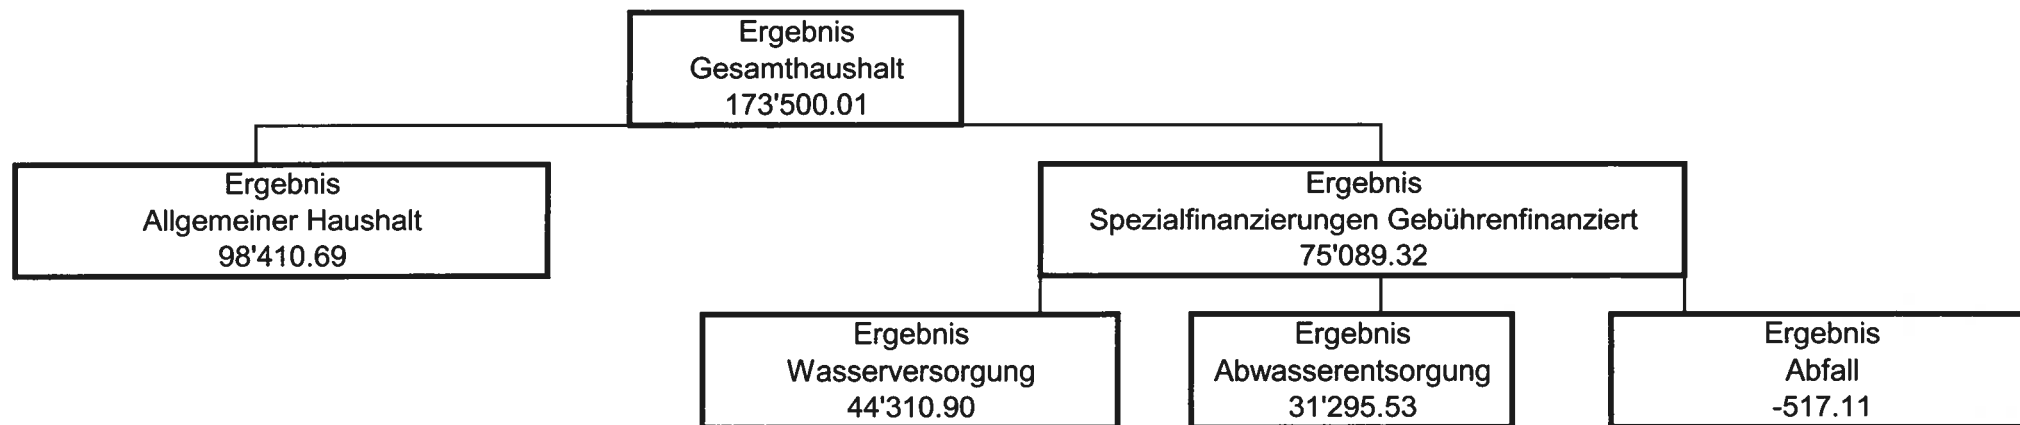 Ergebnis
Gesamthaushalt
173'500.01
Ergebnis
Allgemeiner Haushalt
98'410.69
Ergebnis
Spezialfinanzierungen Gebührenfinanziert
75'089.32
Ergebnis
Wasserversorgung
44'310.90
Ergebnis
Abwasserentsorgung
31'295.53
Ergebnis
Abfall
-517.11